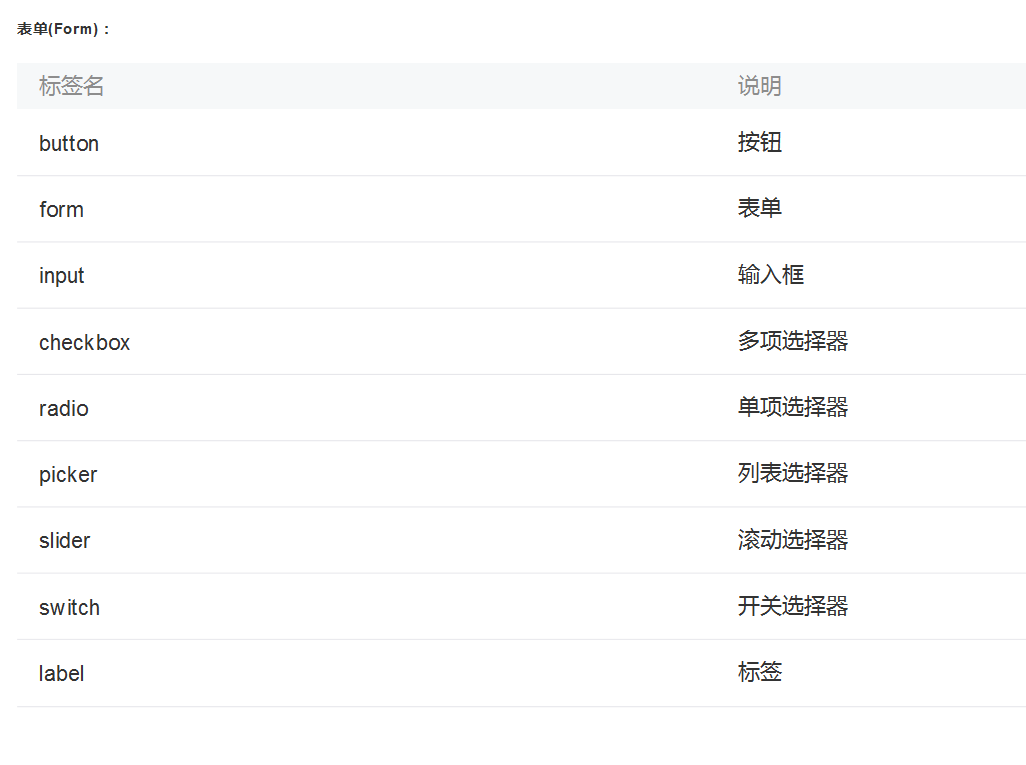 表单(Form)：
标签名 说明
button 按钮
form 表单
input 输入框
checkbox 多项选择器
radio 单项选择器
picker 列表选择器
slider 滚动选择器
switch 开关选择器
label 标签